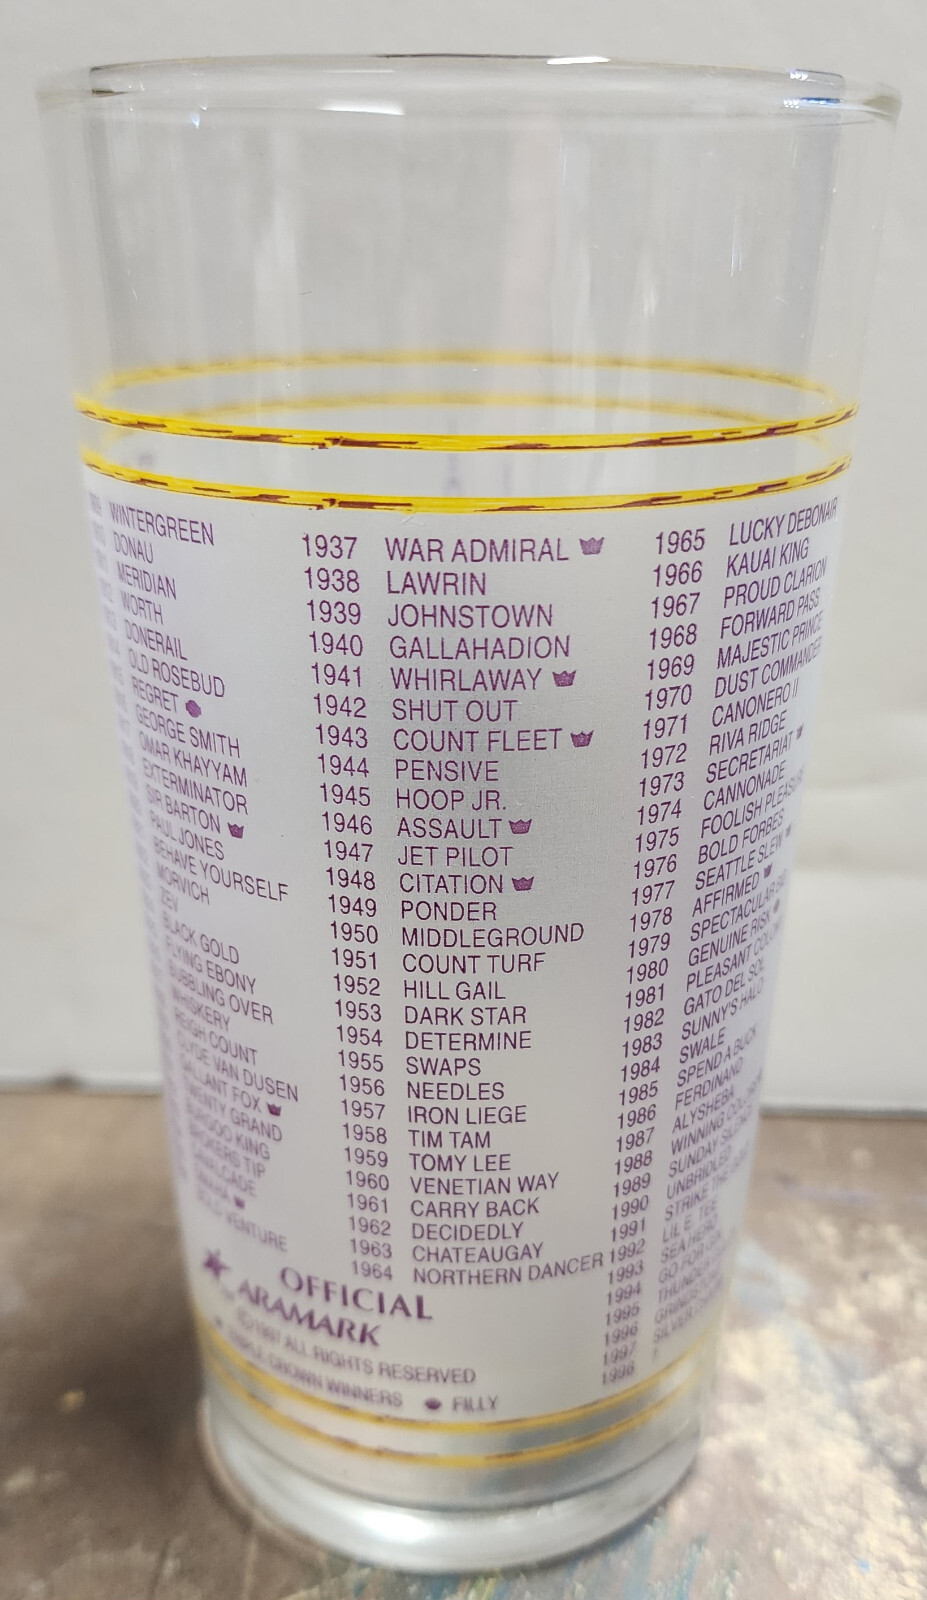 WINTERGREEN
DONAU
MERIDIAN
WORTH
DONERAIL
OLD ROSEBUD
REGRET
GEORGE SMITH
OMAR KHAYYAM
EXTERMINATOR
SIR BARTON
PAUL JONES
BEHAVE YOURSELF
MORVICH
ZEV
BLACK GOLD
FLYING EBONY
BUBBLING OVER
WHISKERY
REIGH COUNT
CLYDE VAN DUSEN
GALLANT FOX
TWENTY GRAND
BURGOO KING
BROKERS TIP
CAVALCADE
OMAHA
BOLD VENTURE
1937 WAR ADMIRAL
1938 LAWRIN
1939 JOHNSTOWN
1940 GALLAHADION
1941 WHIRLAWAY
1942 SHUT OUT
1943 COUNT FLEET
1944 PENSIVE
1945 HOOP JR.
1946 ASSAULT
1947 JET PILOT
1948 CITATION
1949 PONDER
1950 MIDDLEGROUND
1951 COUNT TURF
1952 HILL GAIL
1953 DARK STAR
1954 DETERMINE
1955 SWAPS
1956 NEEDLES
1957 IRON LIEGE
1958 TIM TAM
1959 TOMY LEE
1960 VENETIAN WAY
1961 CARRY BACK
1962 DECIDEDLY
1963 CHATEAUGAY
1964 NORTHERN DANCER
1965 LUCKY DEBONAIR
1966 KAUAI KING
1967 PROUD CLARION
1968 FORWARD PASS
1969 MAJESTIC PRINCE
1970 DUST COMMANDER
1971 CANONERO II
1972 RIVA RIDGE
1973 SECRETARIAT
1974 CANNONADE
1975 FOOLISH PLEASURE
1976 BOLD FORBES
1977 SEATTLE SLEW
1978 AFFIRMED
1979 SPECTACULAR
1980 GENUINE RISK
1981 PLEASANT COLONY
1982 GATO DEL SOL
1983 SUNNY'S HALO
1984 SWALE
1985 SPEND A BUCK
1986 FERDINAND
1987 ALYSHEBA
1988 WINNING COLORS
1989 SUNDAY SILENCE
1990 UNBRIDLED
1991 STRIKE THE
1992 LIL E. TEE
1993 SEA HERO
1994 GO FOR GIN
1995 THUNDER
1996 GRINDSTONE
1997 SILVER
1998 ?
OFFICIAL
ARAMARK
©1997 ALL RIGHTS RESERVED
TRIPLE CROWN WINNERS FILLY